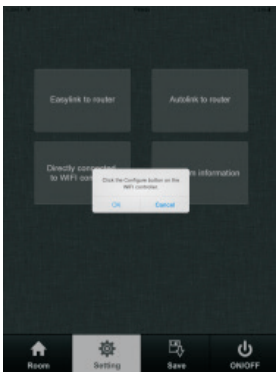 Easylink to router
Autolink to router
Directly connected
to WIFI
information
Click the Configure button on the
WIFI controller.
OK
Cancel
Room
Setting
Save
ON/OFF